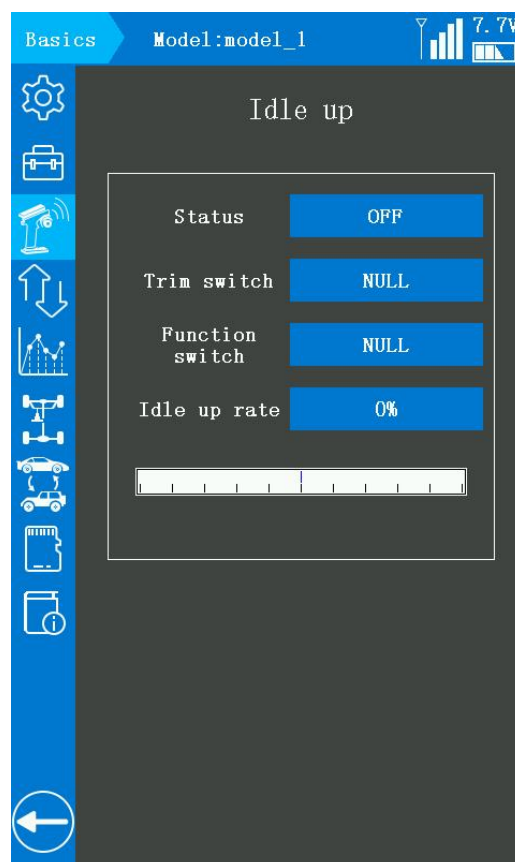 Basics
Model:model_1
7.7V
Idle up
Status
OFF
Trim switch
NULL
Function
switch
NULL
Idle up rate
0%